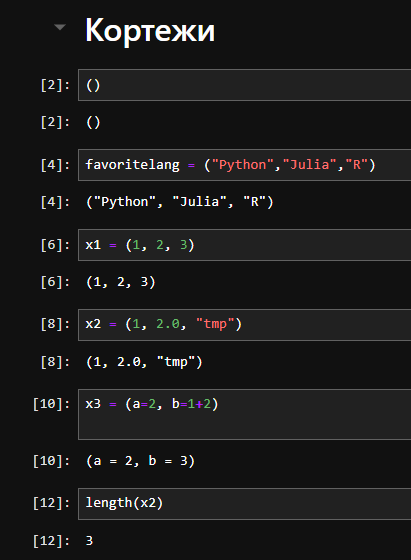 Кортежи
[2]: ()
[2]: ()
[4]: favoritelang = ("Python","Julia","R")
[4]: ("Python", "Julia", "R")
[6]: x1 = (1, 2, 3)
[6]: (1, 2, 3)
[8]: x2 = (1, 2.0, "tmp")
[8]: (1, 2.0, "tmp")
[10]: x3 = (a=2, b=1+2)
[10]: (a = 2, b = 3)
[12]: length(x2)
[12]: 3